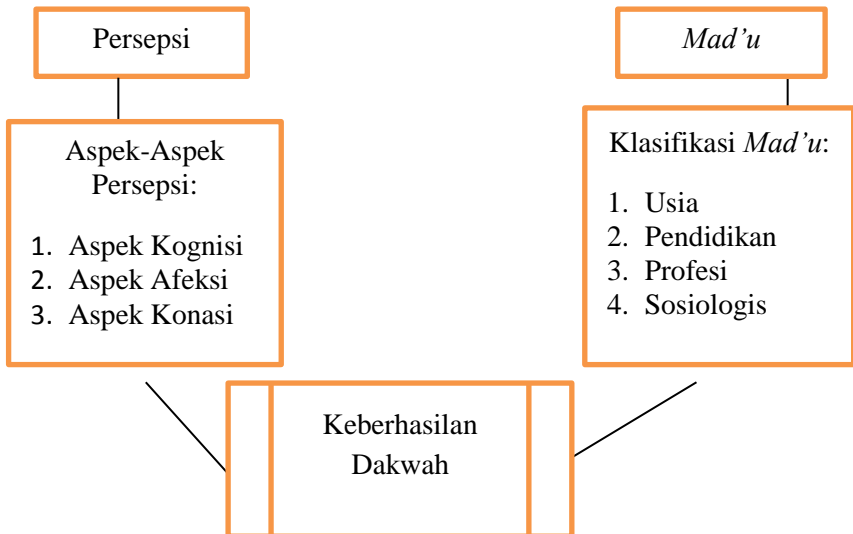 Persepsi
Mad’u
Aspek-Aspek
Persepsi:
1. Aspek Kognisi
2. Aspek Afeksi
3. Aspek Konasi
Klasifikasi Mad’u:
1. Usia
2. Pendidikan
3. Profesi
4. Sosiologis
Keberhasilan
Dakwah